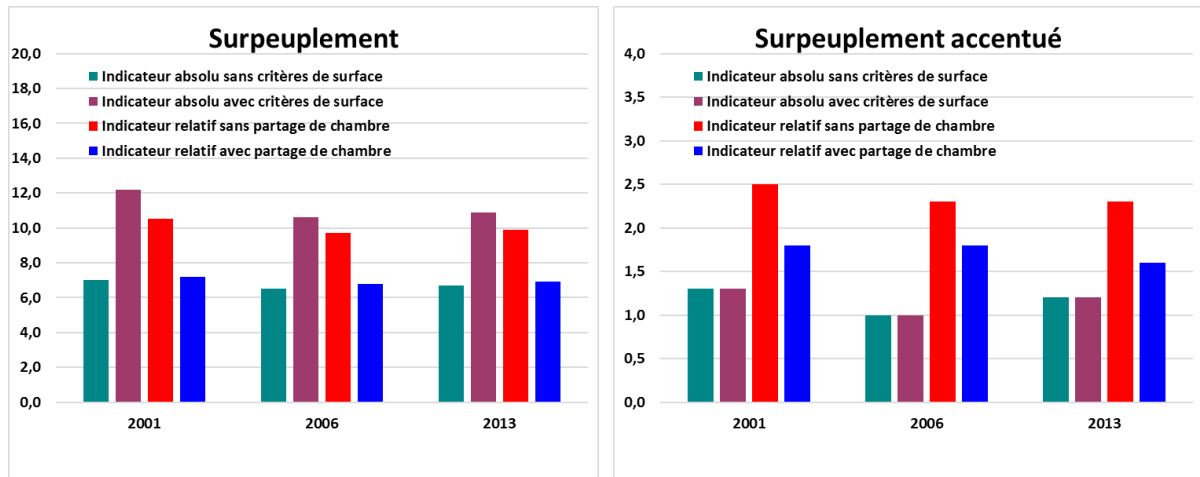 Surpeuplement
20,0
18,0
16,0
14,0
12,0
10,0
8,0
6,0
4,0
2,0
0,0
Indicateur absolu sans critères de surface
Indicateur absolu avec critères de surface
Indicateur relatif sans partage de chambre
Indicateur relatif avec partage de chambre
2001
2006
2013
Surpeuplement accentué
4,0
3,5
3,0
2,5
2,0
1,5
1,0
0,5
0,0
Indicateur absolu sans critères de surface
Indicateur absolu avec critères de surface
Indicateur relatif sans partage de chambre
Indicateur relatif avec partage de chambre
2001
2006
2013